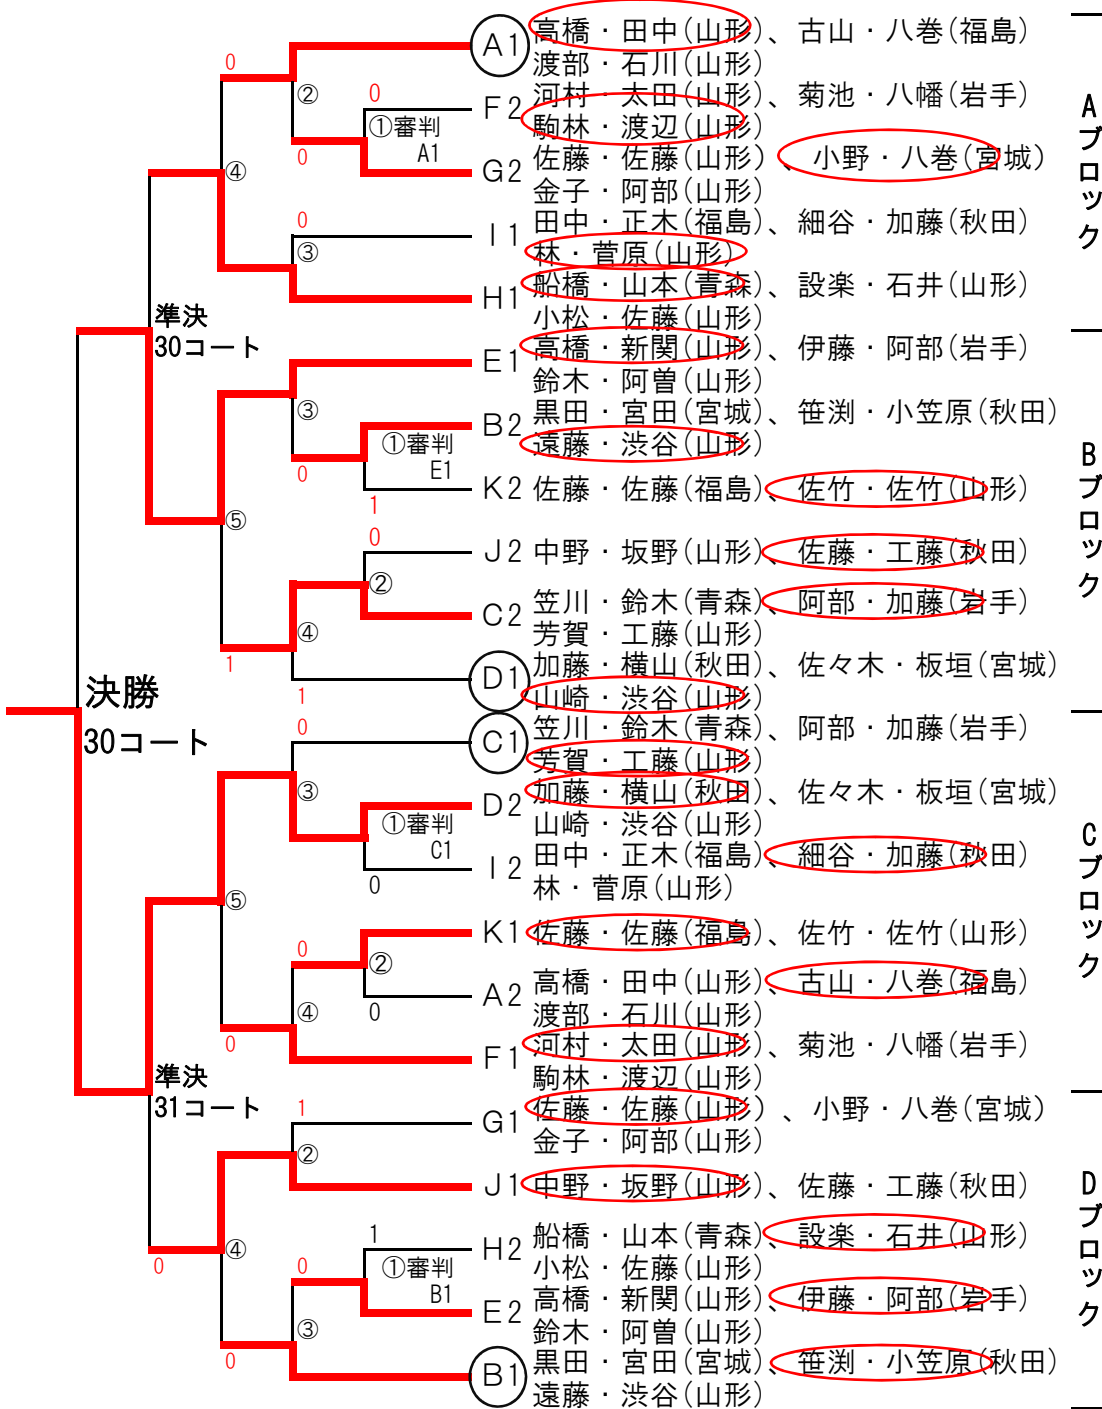 A1 高橋・田中(山形)、古山・八巻(福島)
渡部・石川(山形)
0
②
0
F2 河村・太田(山形)、菊池・八幡(岩手)
駒林・渡辺(山形)
①審判
A1
0
G2 佐藤・佐藤(山形)、小野・八巻(宮城)
金子・阿部(山形)
④
0
I1 田中・正木(福島)、細谷・加藤(秋田)
林・菅原(山形)
③
H1 船橋・山本(青森)、設楽・石井(山形)
小松・佐藤(山形)
Aブロック
準決
30コート
E1 高橋・新関(山形)、伊藤・阿部(岩手)
鈴木・阿曽(山形)
③
B2 黒田・宮田(宮城)、笹渕・小笠原(秋田)
遠藤・渋谷(山形)
①審判
E1
0
K2 佐藤・佐藤(福島)、佐竹・佐竹(山形)
1
⑤
0
J2 中野・坂野(山形)、佐藤・工藤(秋田)
②
C2 笠川・鈴木(青森)、阿部・加藤(岩手)
芳賀・工藤(山形)
④
1
1
D1 加藤・横山(秋田)、佐々木・板垣(宮城)
山崎・渋谷(山形)
Bブロック
決勝
30コート
0
C1 笠川・鈴木(青森)、阿部・加藤(岩手)
芳賀・工藤(山形)
③
D2 加藤・横山(秋田)、佐々木・板垣(宮城)
山崎・渋谷(山形)
①審判
C1
I2 田中・正木(福島)、細谷・加藤(秋田)
林・菅原(山形)
0
⑤
K1 佐藤・佐藤(福島)、佐竹・佐竹(山形)
0
②
A2 高橋・田中(山形)、古山・八巻(福島)
渡部・石川(山形)
④
0
0
F1 河村・太田(山形)、菊池・八幡(岩手)
駒林・渡辺(山形)
Cブロック
準決
31コート
1
G1 佐藤・佐藤(山形)、小野・八巻(宮城)
金子・阿部(山形)
②
J1 中野・坂野(山形)、佐藤・工藤(秋田)
④
0
1
H2 船橋・山本(青森)、設楽・石井(山形)
小松・佐藤(山形)
①審判
B1
0
E2 高橋・新関(山形)、伊藤・阿部(岩手)
鈴木・阿曽(山形)
③
0
B1 黒田・宮田(宮城)、笹渕・小笠原(秋田)
遠藤・渋谷(山形)
Dブロック